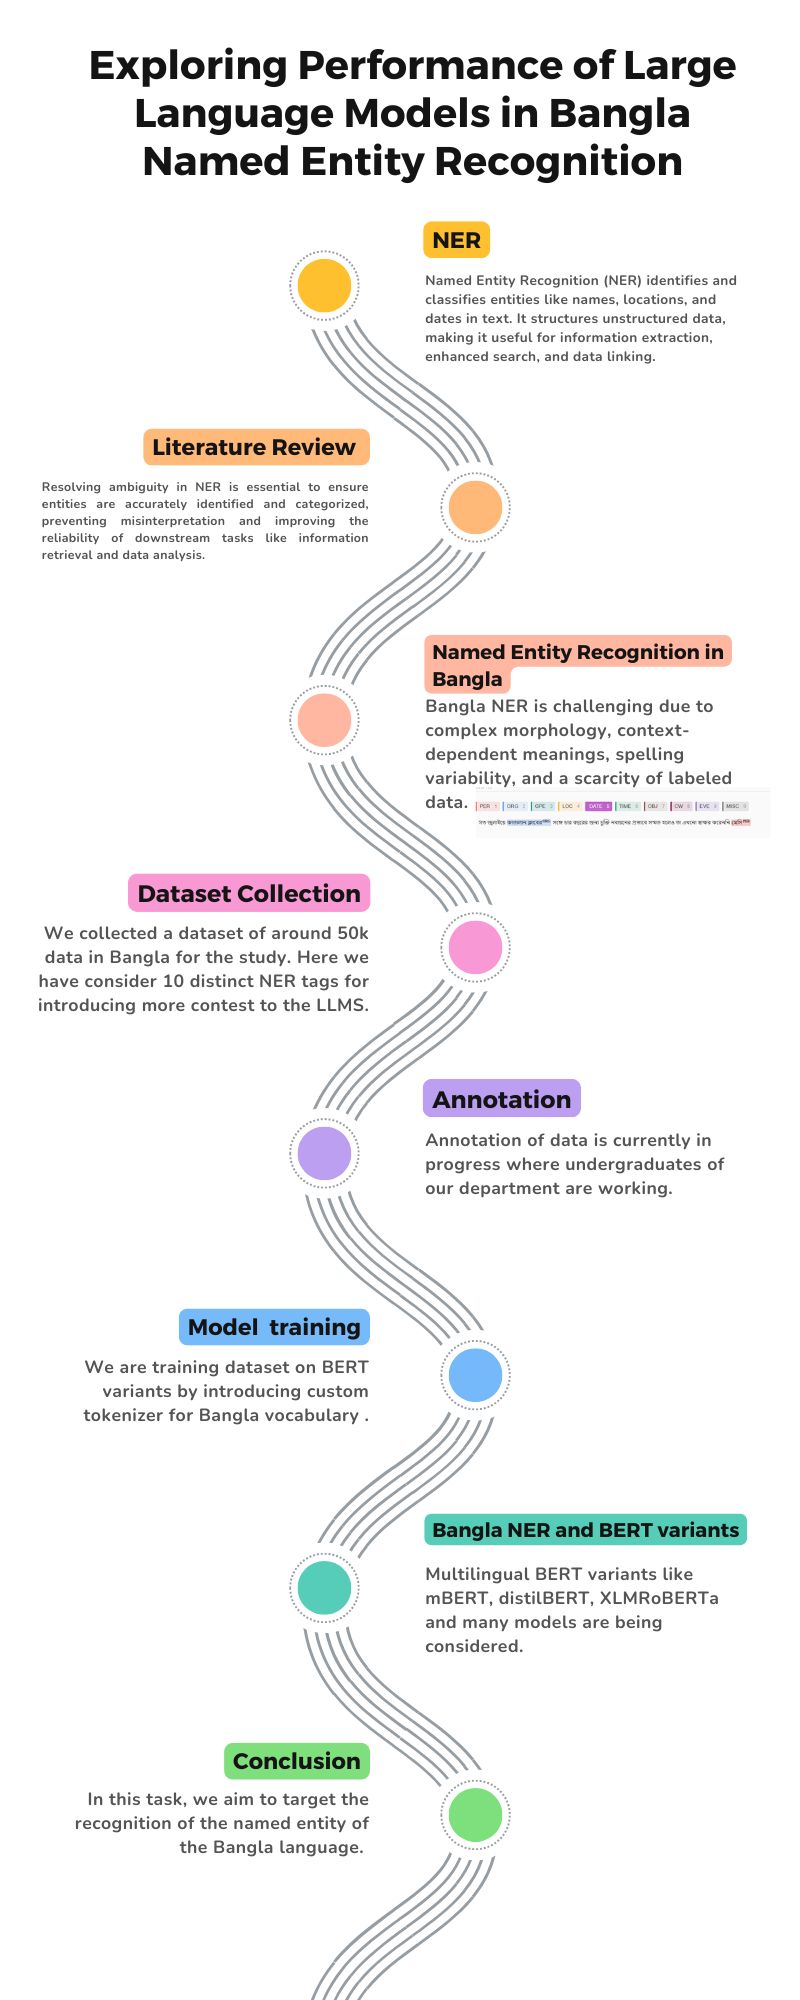 Exploring Performance of Large
Language Models in Bangla
Named Entity Recognition
NER
Named Entity Recognition (NER) identifies and
classifies entities like names, locations, and
dates in text. It structures unstructured data,
making it useful for information extraction,
enhanced search, and data linking.
Literature Review
Resolving ambiguity in NER is essential to ensure
entities are accurately identified and categorized,
preventing misinterpretation and improving the
reliability of downstream tasks like information
retrieval and data analysis.
Named Entity Recognition in
Bangla
Bangla NER is challenging due to
complex morphology, context-
dependent meanings, spelling
variability, and a scarcity of labeled
data.
PER 1 ORG 2 GPE 3 LOC 4 DATE 5 TIME 6 OBJ 7 CW 8 EVE 9 MISC
সঙ্গে চার বছরের জন্য চুক্তি
Dataset Collection
We collected a dataset of around 50k
data in Bangla for the study. Here we
have consider 10 distinct NER tags for
introducing more contest to the LLMS.
Annotation
Annotation of data is currently in
progress where undergraduates of
our department are working.
Model training
We are training dataset on BERT
variants by introducing custom
tokenizer for Bangla vocabulary .
Bangla NER and BERT variants
Multilingual BERT variants like
mBERT, distilBERT, XLMRoBERTa
and many models are being
considered.
Conclusion
In this task, we aim to target the
recognition of the named entity of
the Bangla language.